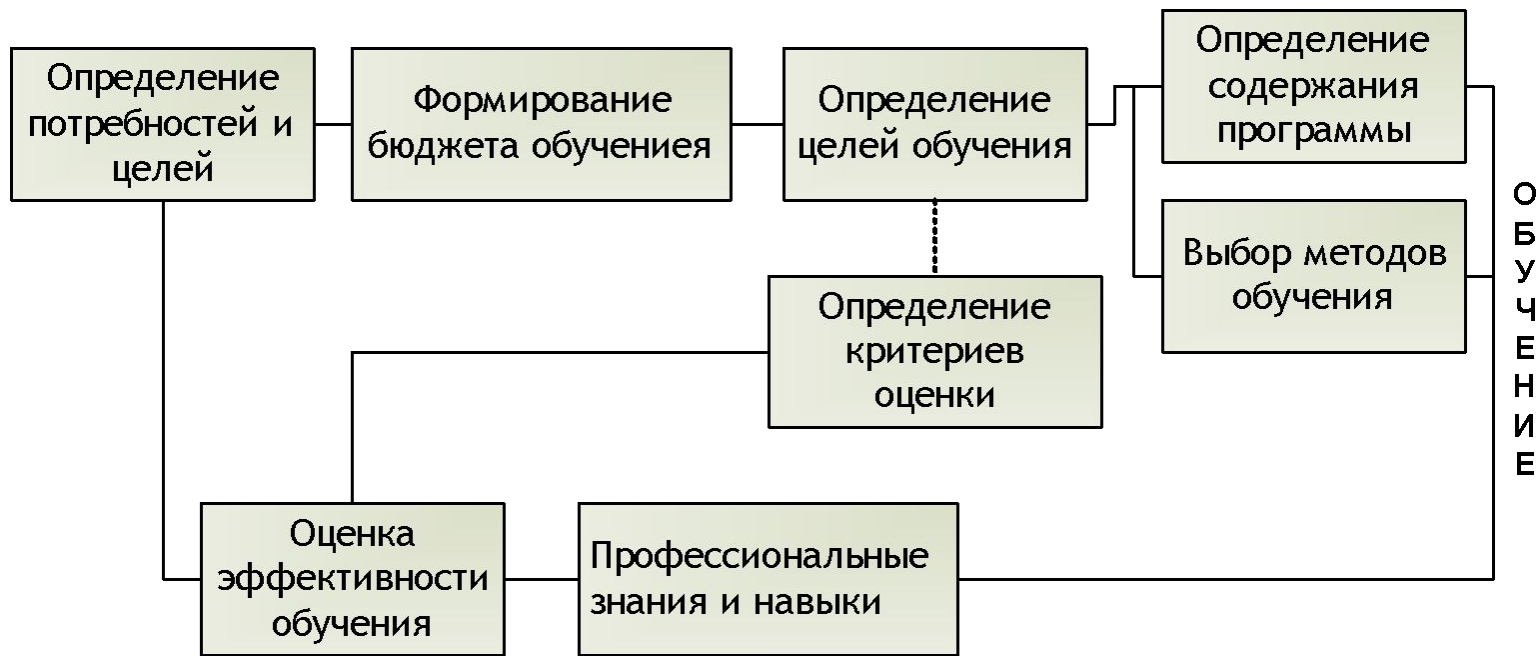 Определение
потребностей и
целей
Формирование
бюджета обучениея
Определение
целей обучения
Определение
содержания
программы
Выбор методов
обучения
Определение
критериев
оценки
Оценка
эффективности
обучения
Профессиональные
знания и навыки
О
Б
У
Ч
Е
Н
И
Е